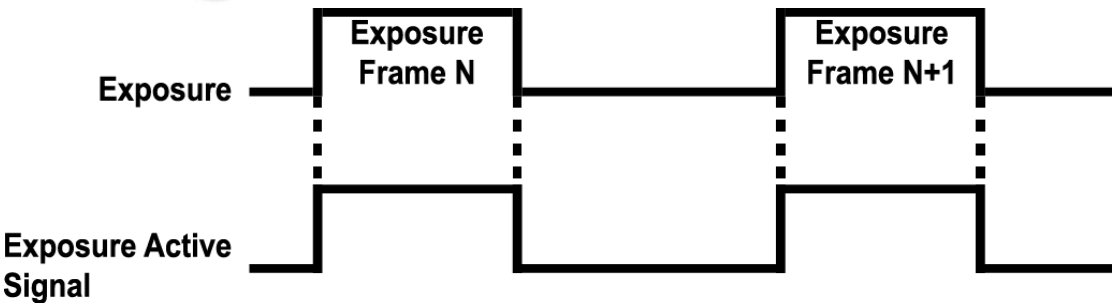 Exposure
Frame N
Exposure
Frame N+1
Exposure
Exposure Active
Signal